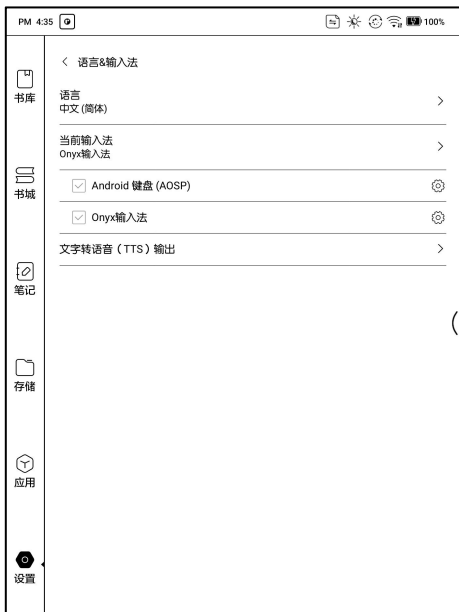 PM 4:35
100%
语言&输入法
语言
中文 (简体)
当前输入法
Onyx输入法
Android 键盘 (AOSP)
Onyx输入法
文字转语音（TTS）输出
书库
书城
笔记
存储
应用
设置